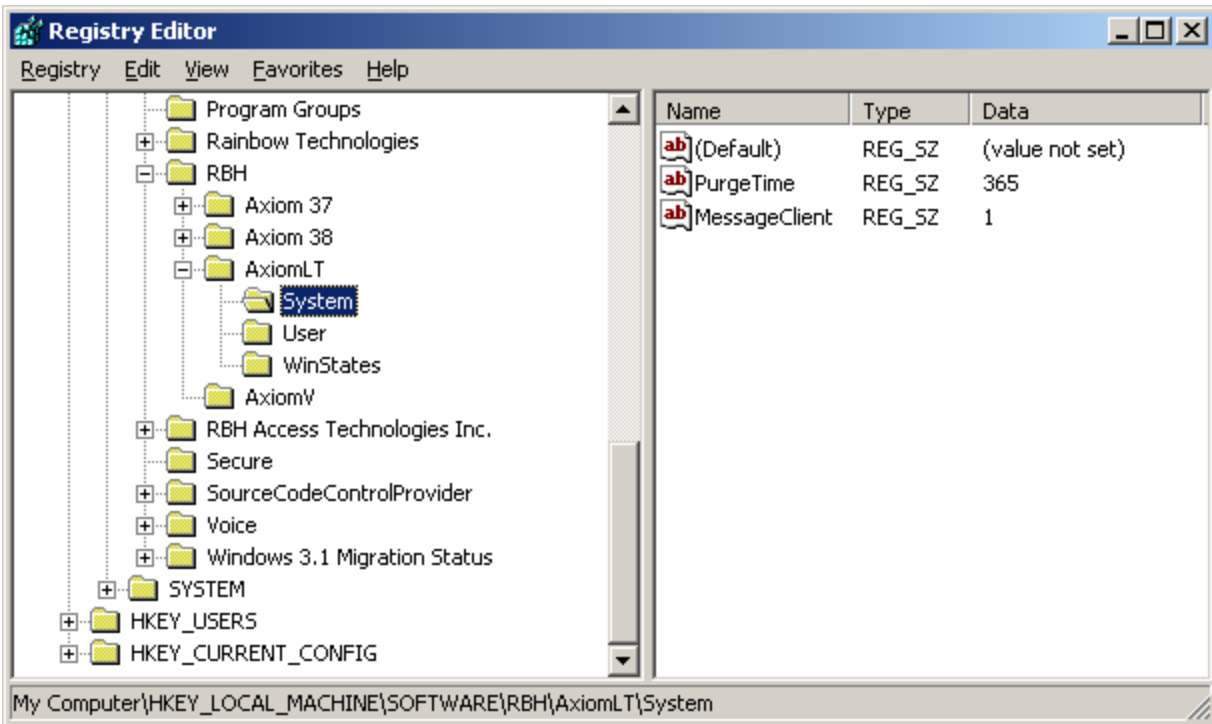 Registry Editor
Registry Edit View Favorites Help
Program Groups
Rainbow Technologies
RBH
Axiom 37
Axiom 38
AxiomLT
System
User
WinStates
AxiomV
RBH Access Technologies Inc.
Secure
SourceCodeControlProvider
Voice
Windows 3.1 Migration Status
SYSTEM
HKEY_USERS
HKEY_CURRENT_CONFIG
Name Type Data
ab (Default) REG_SZ (value not set)
ab PurgeTime REG_SZ 365
ab MessageClient REG_SZ 1
My Computer\HKEY_LOCAL_MACHINE\SOFTWARE\RBH\AxiomLT\System